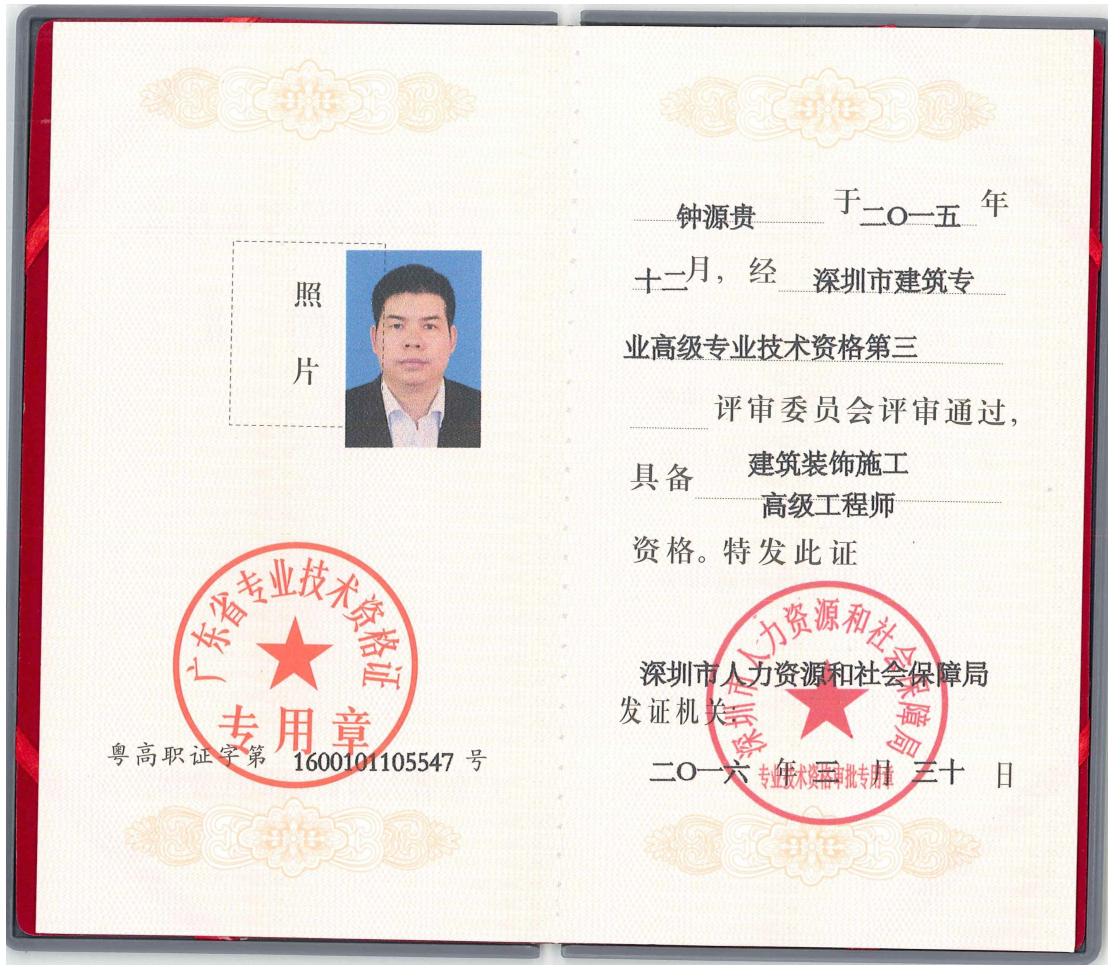 照
片
广东省专业技术资格证
专用章
粤高职证字第 1600101105547 号
钟源贵 于二〇一五 年
十二月，经 深圳市建筑专
业高级专业技术资格第三
评审委员会评审通过，
具备 建筑装饰施工
高级工程师
资格。特发此证
深圳市人力资源和社会保障局
深圳市人力资源和社会保障局
发证机关：
二〇一六 年 三 月 三十 日
专业技术资格审批专用章